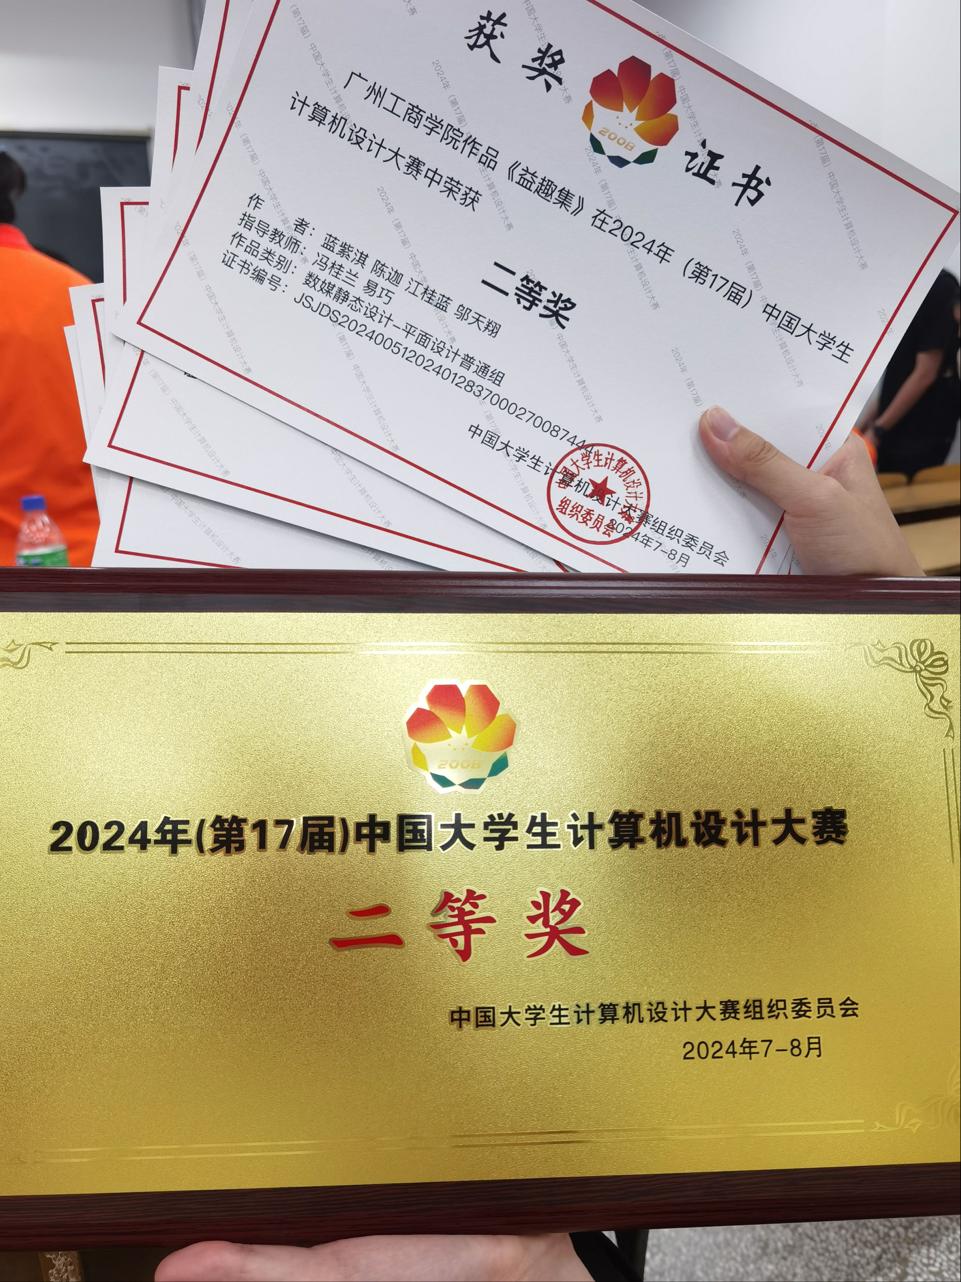 获奖证书
2008
广州工商学院作品《益趣集》在2024年（第17届）中国大学生
计算机设计大赛中荣获
二等奖
作　　者：蓝紫淇 陈迦 江桂蓝 邬天翔
指导教师：冯桂兰 易巧
作品类别：数媒静态设计-平面设计普通组
证书编号：JSJDS20240051202401283700027008744
中国大学生计算机设计大赛组织委员会
2024年7-8月
组织委员会
2008
2024年(第17届)中国大学生计算机设计大赛
二等奖
中国大学生计算机设计大赛组织委员会
2024年7-8月